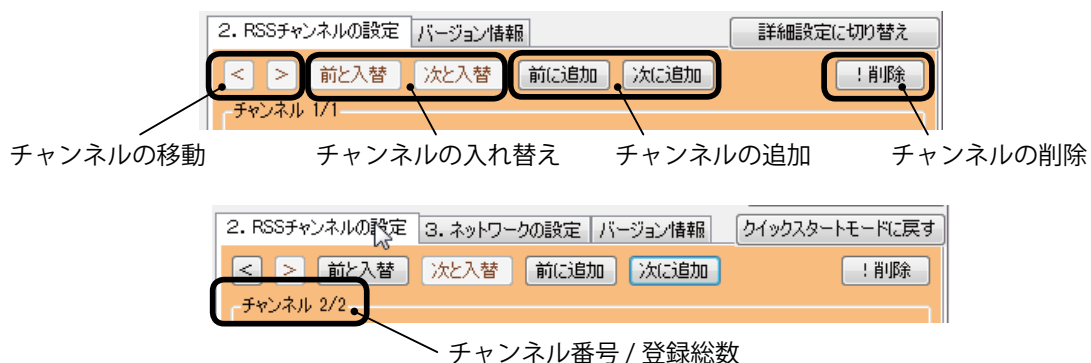 2. RSSチャンネルの設定 バージョン情報 詳細設定に切り替え
< > 前と入替 次と入替 前に追加 次に追加 !削除
チャンネル 1/1
チャンネルの移動 チャンネルの入れ替え チャンネルの追加 チャンネルの削除
2. RSSチャンネルの設定 3. ネットワークの設定 バージョン情報 クイックスタートモードに戻す
< > 前と入替 次と入替 前に追加 次に追加 !削除
チャンネル 2/2
チャンネル番号 / 登録総数